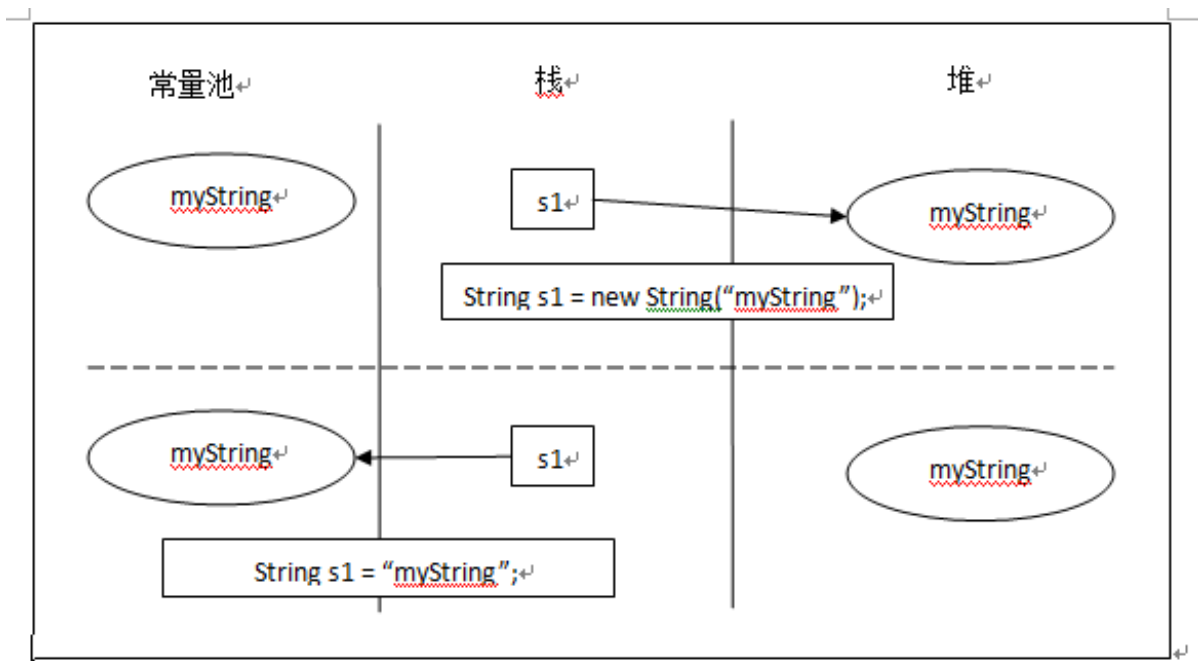 常量池 栈 堆
myString s1 myString
String s1 = new String(“myString”);
myString s1 myString
String s1 = “myString”;